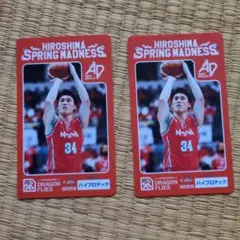 HIROSHIMA
SPRING MADNESS
34
DRAGON
FLIES
ハイプロテック
HIROSHIMA
SPRING MADNESS
34
DRAGON
FLIES
ハイプロテック